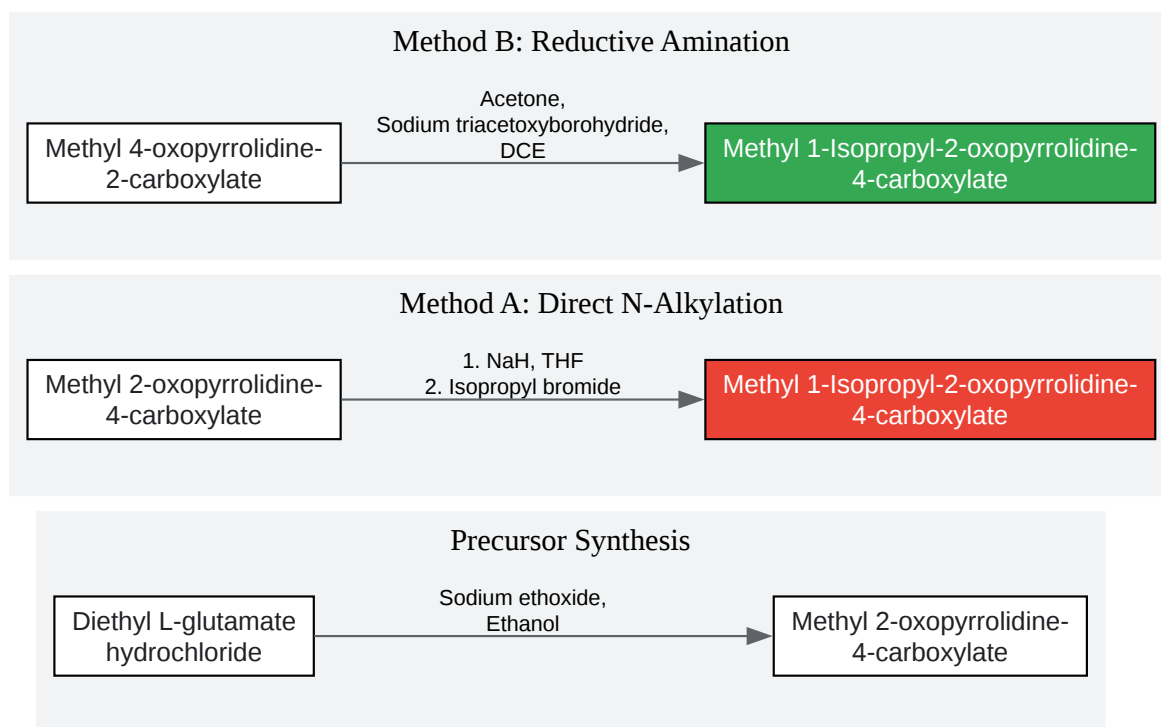 Method B: Reductive Amination
Methyl 4-oxopyrrolidine-
2-carboxylate
Acetone,
Sodium triacetoxyborohydride,
DCE
Methyl 1-Isopropyl-2-oxopyrrolidine-
4-carboxylate
Method A: Direct N-Alkylation
Methyl 2-oxopyrrolidine-
4-carboxylate
1. NaH, THF
2. Isopropyl bromide
Methyl 1-Isopropyl-2-oxopyrrolidine-
4-carboxylate
Precursor Synthesis
Diethyl L-glutamate
hydrochloride
Sodium ethoxide,
Ethanol
Methyl 2-oxopyrrolidine-
4-carboxylate